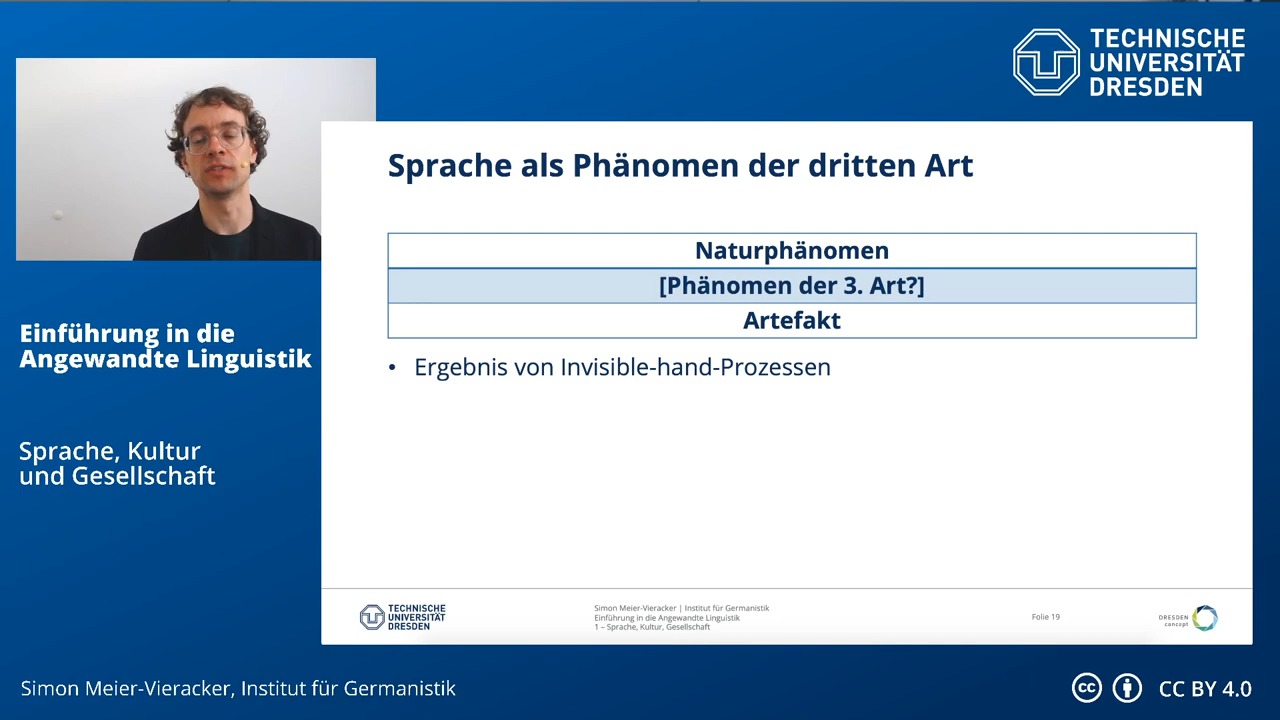 TECHNISCHE
UNIVERSITÄT
DRESDEN
Sprache als Phänomen der dritten Art
Naturphänomen
[Phänomen der 3. Art?]
Artefakt
• Ergebnis von Invisible-hand-Prozessen
Einführung in die
Angewandte Linguistik
Sprache, Kultur
und Gesellschaft
TECHNISCHE
UNIVERSITÄT
DRESDEN
Simon Meier-Vieracker | Institut für Germanistik
Einführung in die Angewandte Linguistik
1 – Sprache, Kultur, Gesellschaft
Folie 19
DRESDEN
concept
Simon Meier-Vieracker, Institut für Germanistik
cc
CC BY 4.0